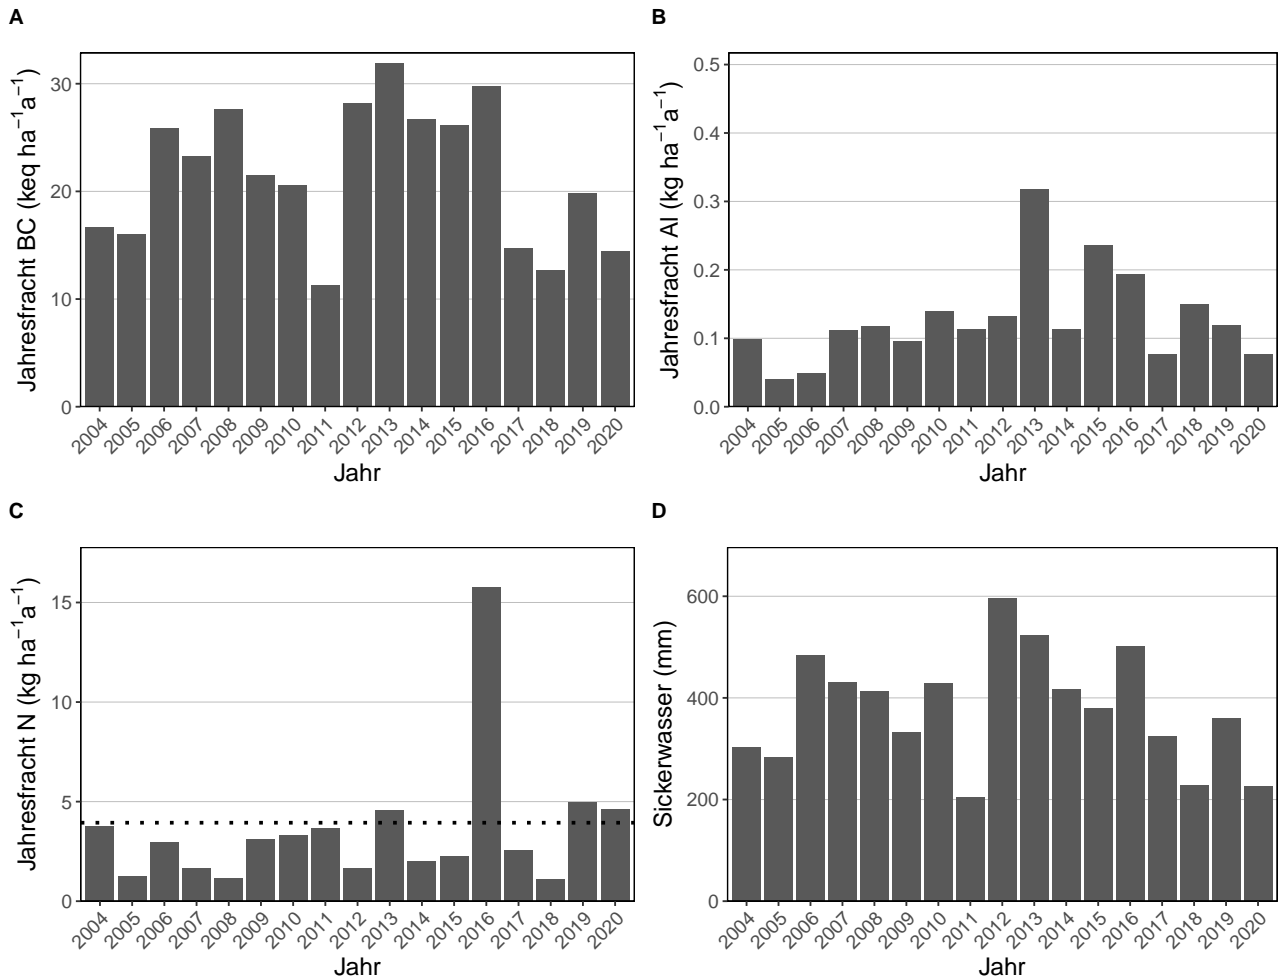 A
Jahresfracht BC (keq ha⁻¹a⁻¹)
30
20
10
0
2004 2005 2006 2007 2008 2009 2010 2011 2012 2013 2014 2015 2016 2017 2018 2019 2020
Jahr
B
Jahresfracht Al (kg ha⁻¹a⁻¹)
0.5
0.4
0.3
0.2
0.1
0.0
2004 2005 2006 2007 2008 2009 2010 2011 2012 2013 2014 2015 2016 2017 2018 2019 2020
Jahr
C
Jahresfracht N (kg ha⁻¹a⁻¹)
15
10
5
0
2004 2005 2006 2007 2008 2009 2010 2011 2012 2013 2014 2015 2016 2017 2018 2019 2020
Jahr
D
Sickerwasser (mm)
600
400
200
0
2004 2005 2006 2007 2008 2009 2010 2011 2012 2013 2014 2015 2016 2017 2018 2019 2020
Jahr